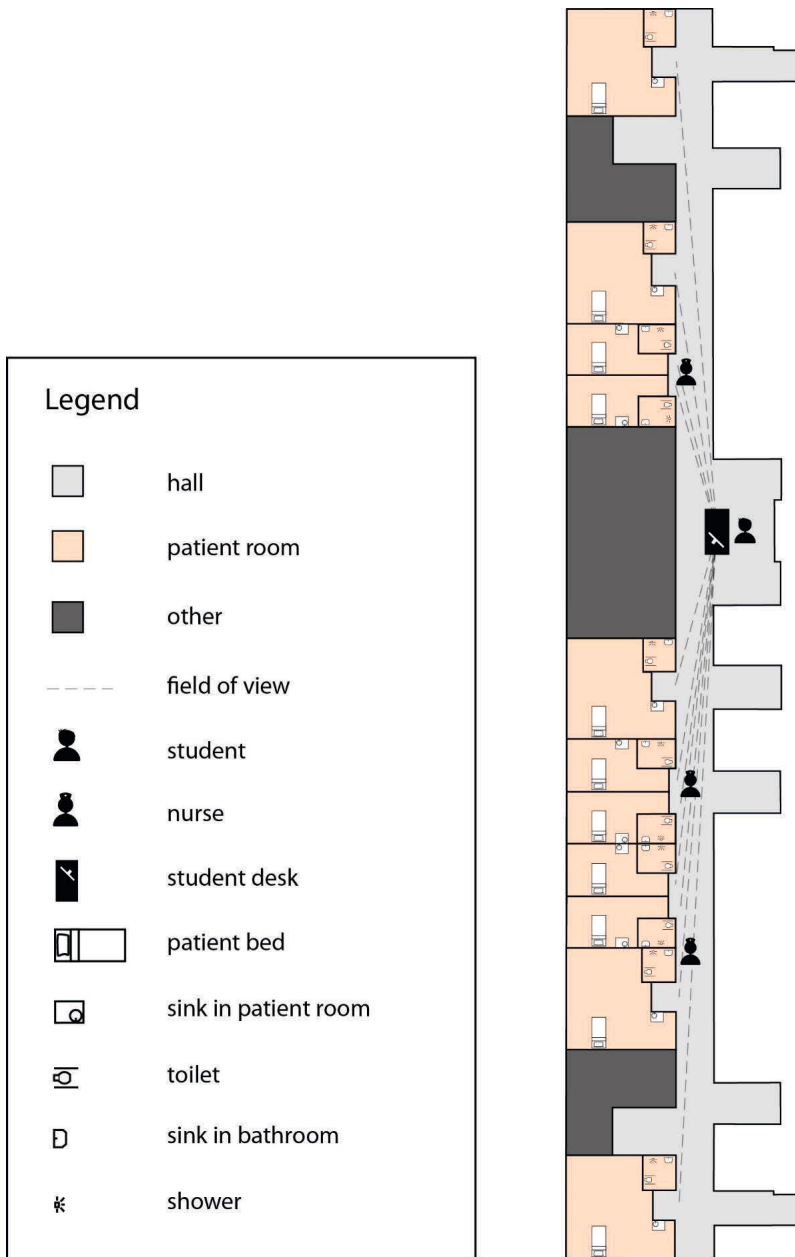 Legend
hall
patient room
other
field of view
student
nurse
student desk
patient bed
sink in patient room
toilet
sink in bathroom
shower